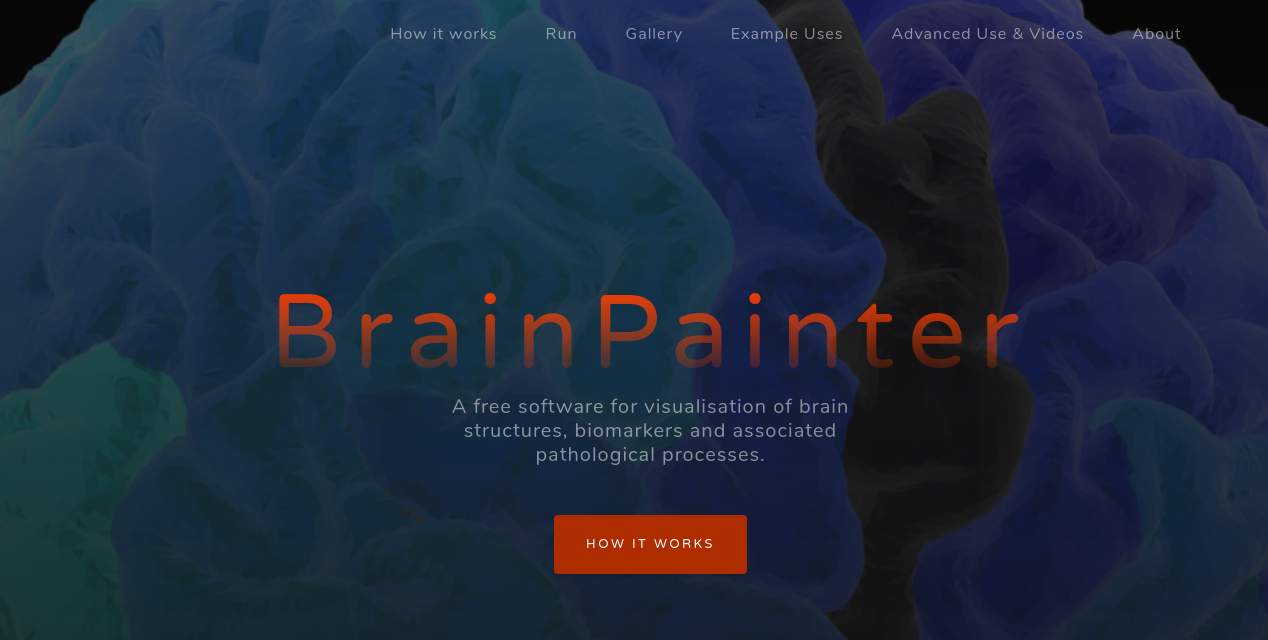 How it works Run Gallery Example Uses Advanced Use & Videos About
BrainPainter
A free software for visualisation of brain
structures, biomarkers and associated
pathological processes.
HOW IT WORKS